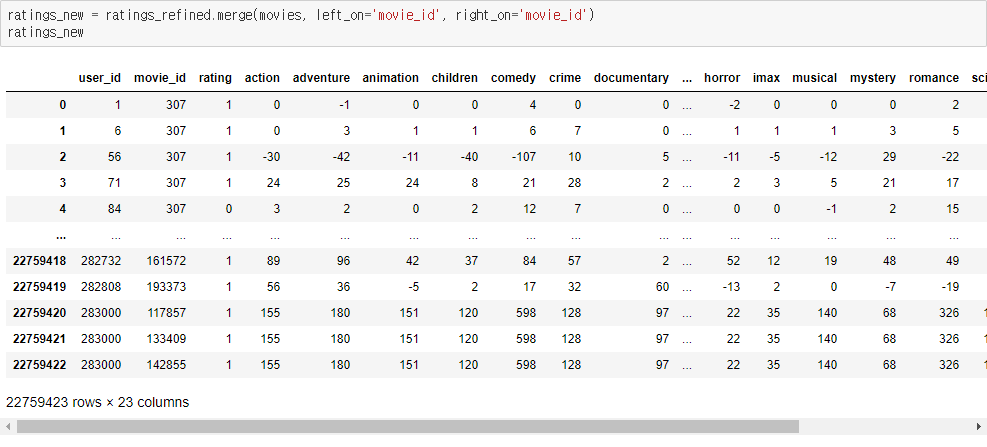 ratings_new = ratings_refined.merge(movies, left_on='movie_id', right_on='movie_id')
ratings_new
user_id movie_id rating action adventure animation children comedy crime documentary ... horror imax musical mystery romance sci
0 1 307 1 0 -1 0 0 4 0 0 ... -2 0 0 0 2
1 6 307 1 0 3 1 1 6 7 0 ... 1 1 1 3 5
2 56 307 1 -30 -42 -11 -40 -107 10 5 ... -11 -5 -12 29 -22
3 71 307 1 24 25 24 8 21 28 2 ... 2 3 5 21 17
4 84 307 0 3 2 0 2 12 7 0 ... 0 0 -1 2 15
... ... ... ... ... ... ... ... ... ... ... ... ... ... ... ... ...
22759418 282732 161572 1 89 96 42 37 84 57 2 ... 52 12 19 48 49
22759419 282808 193373 1 56 36 -5 2 17 32 60 ... -13 2 0 -7 -19
22759420 283000 117857 1 155 180 151 120 598 128 97 ... 22 35 140 68 326 1
22759421 283000 133409 1 155 180 151 120 598 128 97 ... 22 35 140 68 326 1
22759422 283000 142855 1 155 180 151 120 598 128 97 ... 22 35 140 68 326 1
22759423 rows × 23 columns